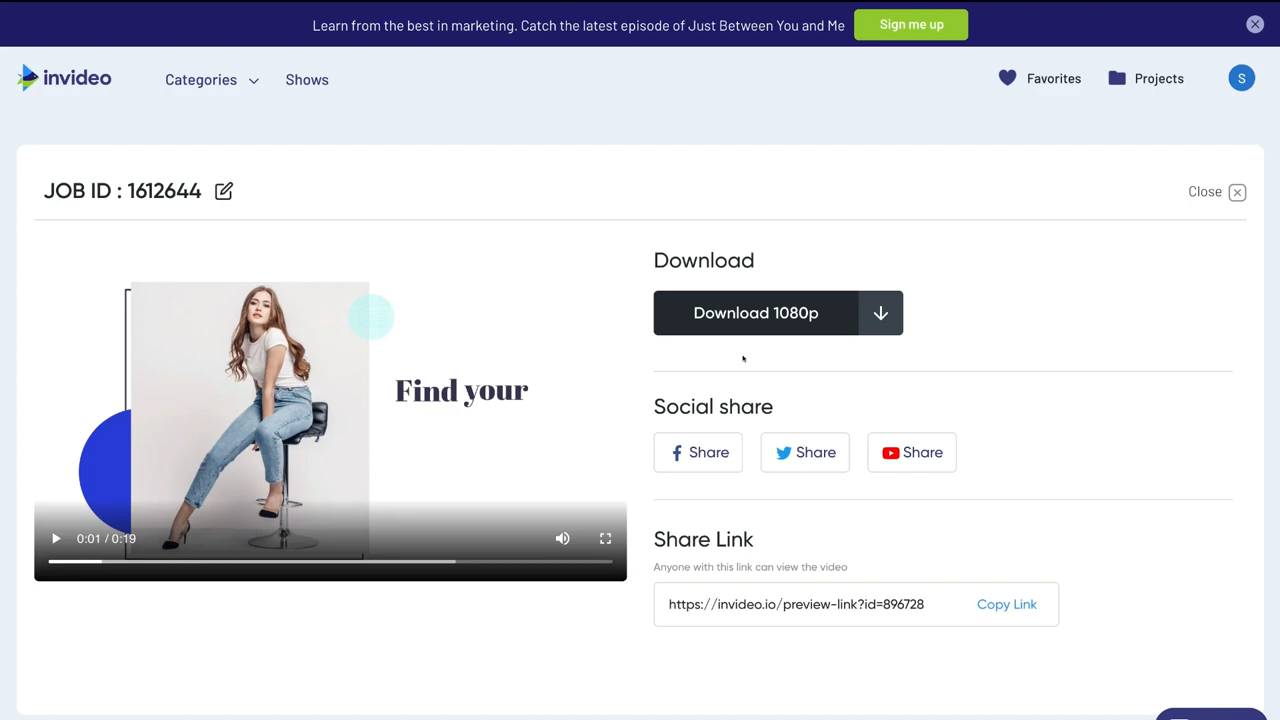 Learn from the best in marketing. Catch the latest episode of Just Between You and Me
Sign me up
invideo
Categories
Shows
Favorites
Projects
S
JOB ID : 1612644
Close
Find your
0:01 / 0:19
Download
Download 1080p
Social share
Share
Share
Share
Share Link
Anyone with this link can view the video
https://invideo.io/preview-link?id=896728
Copy Link